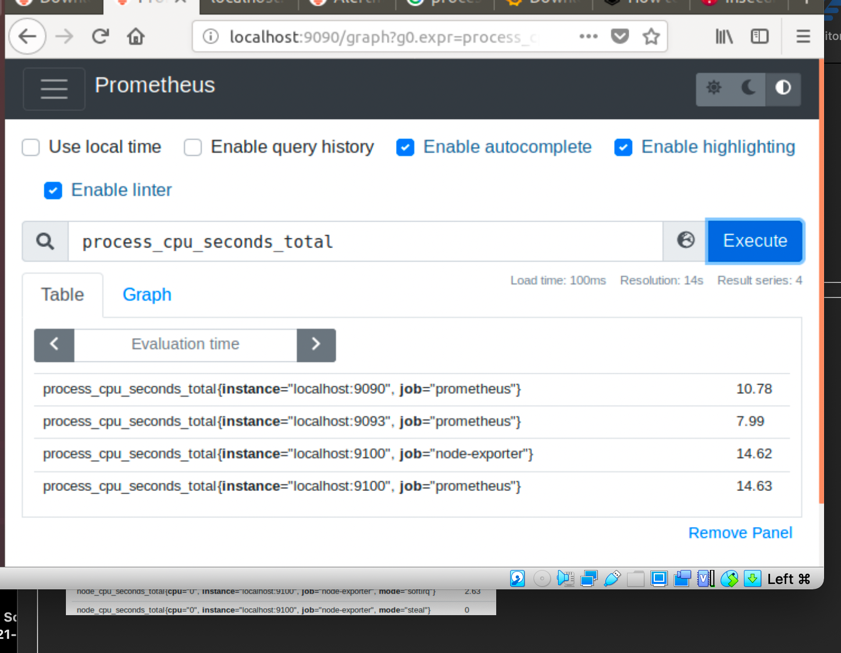 localhost:9090/graph?g0.expr=process_c
Prometheus
Use local time
Enable query history
Enable autocomplete
Enable highlighting
Enable linter
process_cpu_seconds_total
Execute
Load time: 100ms Resolution: 14s Result series: 4
Table
Graph
Evaluation time
process_cpu_seconds_total{instance="localhost:9090", job="prometheus"} 10.78
process_cpu_seconds_total{instance="localhost:9093", job="prometheus"} 7.99
process_cpu_seconds_total{instance="localhost:9100", job="node-exporter"} 14.62
process_cpu_seconds_total{instance="localhost:9100", job="prometheus"} 14.63
Remove Panel
Left ⌘
node_cpu_seconds_total{cpu="0", instance="localhost:9100", job="node-exporter", mode="softirq"} 2.63
node_cpu_seconds_total{cpu="0", instance="localhost:9100", job="node-exporter", mode="steal"} 0